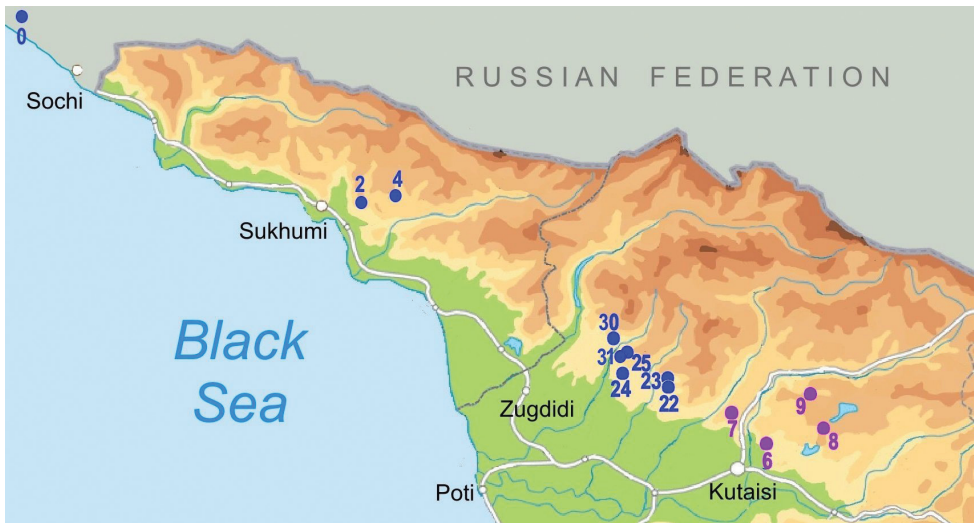 0
RUSSIAN FEDERATION
Sochi
2
4
Sukhumi
30
Black
Sea
31
25
24
23
22
Zugdidi
9
7
8
6
Poti
Kutaisi